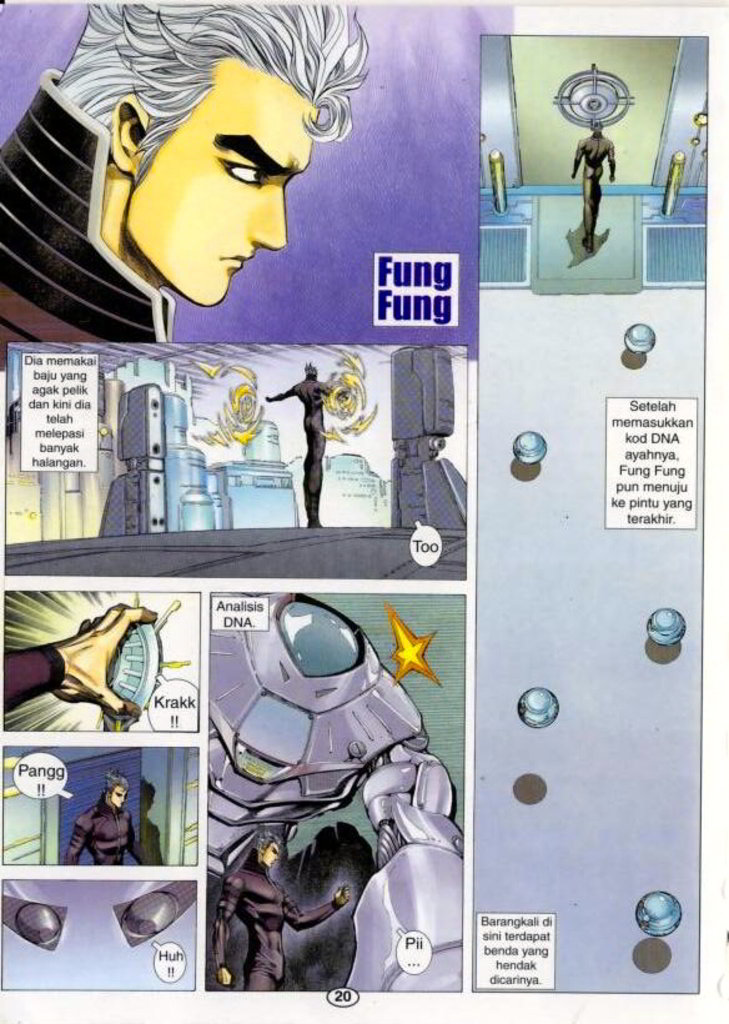 Fung
Fung
Dia memakai
baju yang
agak pelik
dan kini dia
telah
melepasi
banyak
halangan.
Too
Krakk
!!
Pangg
!!
Huh
!!
Analisis
DNA.
Pii
...
Setelah
memasukkan
kod DNA
ayahnya,
Fung Fung
pun menuju
ke pintu yang
terakhir.
Barangkali di
sini terdapat
benda yang
hendak
dicarinya.
20